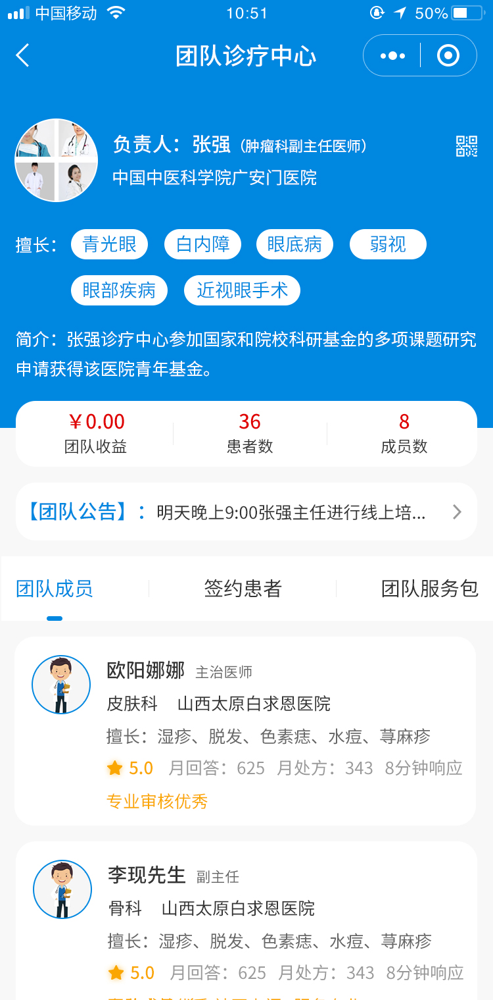 中国移动 10:51 50%
团队诊疗中心
负责人：张强（肿瘤科副主任医师）
中国中医科学院广安门医院
擅长： 青光眼 白内障 眼底病 弱视
眼部疾病 近视眼手术
简介：张强诊疗中心参加国家和院校科研基金的多项课题研究
申请获得该医院青年基金。
￥0.00 36 8
团队收益 患者数 成员数
【团队公告】： 明天晚上9:00张强主任进行线上培...
团队成员 签约患者 团队服务包
欧阳娜娜 主治医师
皮肤科 山西太原白求恩医院
擅长：湿疹、脱发、色素痣、水痘、荨麻疹
5.0 月回答：625 月处方：343 8分钟响应
专业审核优秀
李现先生 副主任
骨科 山西太原白求恩医院
擅长：湿疹、脱发、色素痣、水痘、荨麻疹
5.0 月回答：625 月处方：343 8分钟响应